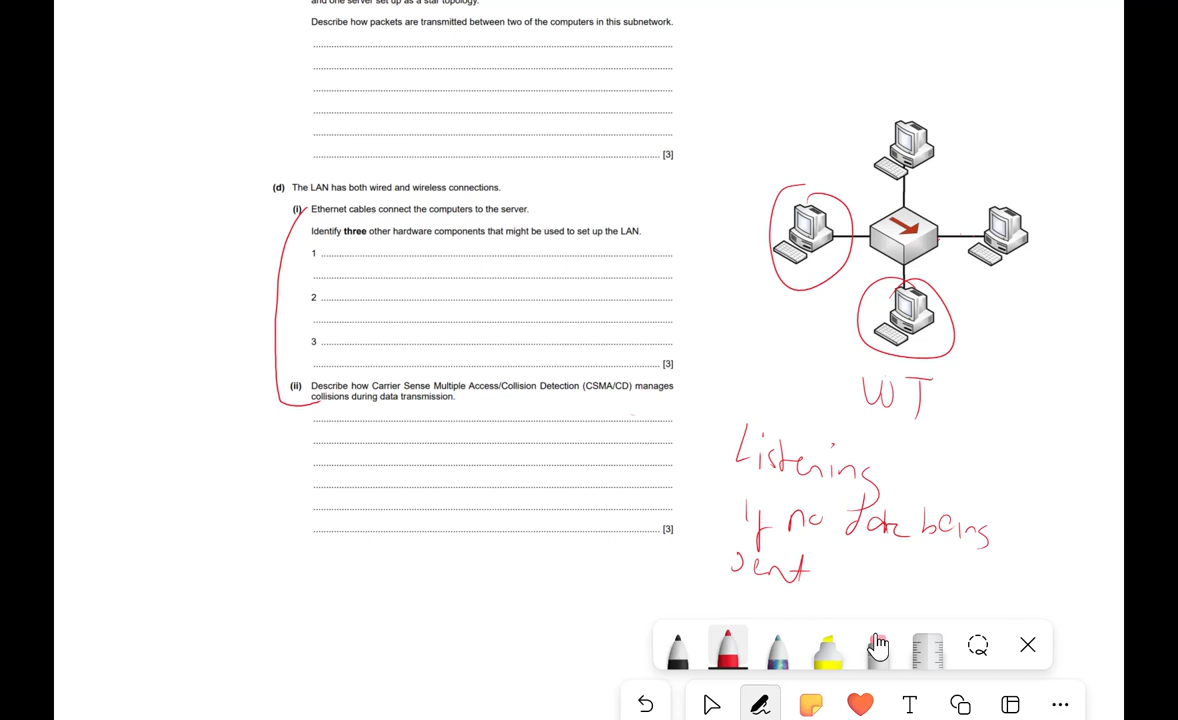 and one server set up as a star topology.
Describe how packets are transmitted between two of the computers in this subnetwork.
[3]
(d) The LAN has both wired and wireless connections.
(i) Ethernet cables connect the computers to the server.
Identify three other hardware components that might be used to set up the LAN.
1
2
3
[3]
(ii) Describe how Carrier Sense Multiple Access/Collision Detection (CSMA/CD) manages
collisions during data transmission.
[3]
WT
Listening
If no data being
sent
T